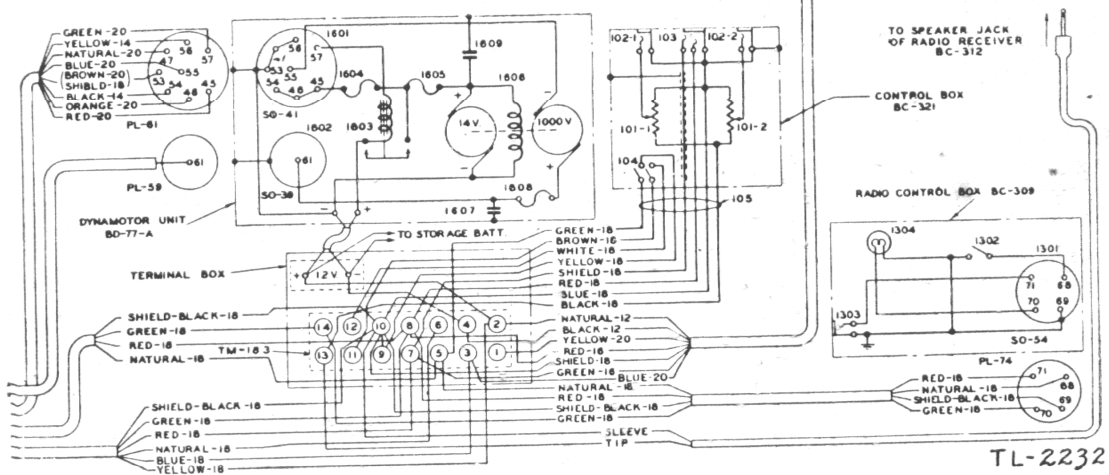 GREEN-20
YELLOW-14
NATURAL-20
BLUE-20
BROWN-20
SHIELD-18
BLACK-14
ORANGE-20
RED-20
56
57
47
55
53
54
46
45
PL-61
61
PL-59
DYNAMOTOR UNIT
BD-77-A
1601
56
57
53
55
54
46
45
SO-41
1602
61
SO-39
1604
1603
1605
1609
1606
14V
1000V
1608
1607
+
-
TO STORAGE BATT.
TERMINAL BOX
+ 12V -
102-1
103
102-2
101-1
101-2
104
105
CONTROL BOX
BC-321
TO SPEAKER JACK
OF RADIO RECEIVER
BC-312
RADIO CONTROL BOX BC-309
1304
1302
1301
71
68
70
69
1303
SO-54
PL-74
71
68
69
70
RED-18
NATURAL-18
SHIELD-BLACK-18
GREEN-18
GREEN-18
BROWN-18
WHITE-18
YELLOW-18
SHIELD-18
RED-18
BLUE-18
BLACK-18
NATURAL-12
BLACK-12
YELLOW-20
RED-18
SHIELD-18
GREEN-18
BLUE-20
NATURAL-18
RED-18
SHIELD-BLACK-18
GREEN-18
SLEEVE
TIP
SHIELD-BLACK-18
GREEN-18
RED-18
NATURAL-18
TM-183
14 12 10 8 6 4 2
13 11 9 7 5 3 1
SHIELD-BLACK-18
GREEN-18
RED-18
NATURAL-18
BLUE-18
YELLOW-18
TL-2232